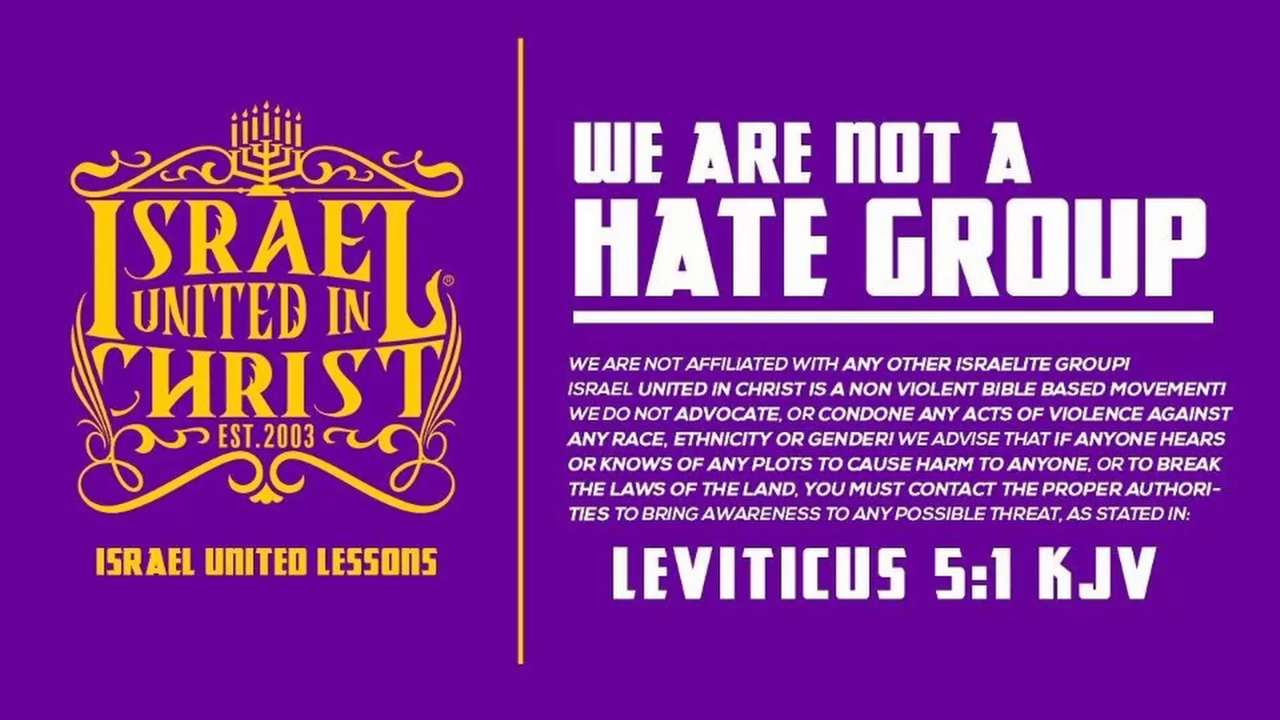 ISRAEL
UNITED IN
CHRIST
EST.2003
ISRAEL UNITED LESSONS
WE ARE NOT A
HATE GROUP
WE ARE NOT AFFILIATED WITH ANY OTHER ISRAELITE GROUP!
ISRAEL UNITED IN CHRIST IS A NON VIOLENT BIBLE BASED MOVEMENT!
WE DO NOT ADVOCATE, OR CONDONE ANY ACTS OF VIOLENCE AGAINST
ANY RACE, ETHNICITY OR GENDER! WE ADVISE THAT IF ANYONE HEARS
OR KNOWS OF ANY PLOTS TO CAUSE HARM TO ANYONE, OR TO BREAK
THE LAWS OF THE LAND, YOU MUST CONTACT THE PROPER AUTHORI-
TIES TO BRING AWARENESS TO ANY POSSIBLE THREAT, AS STATED IN:
LEVITICUS 5:1 KJV